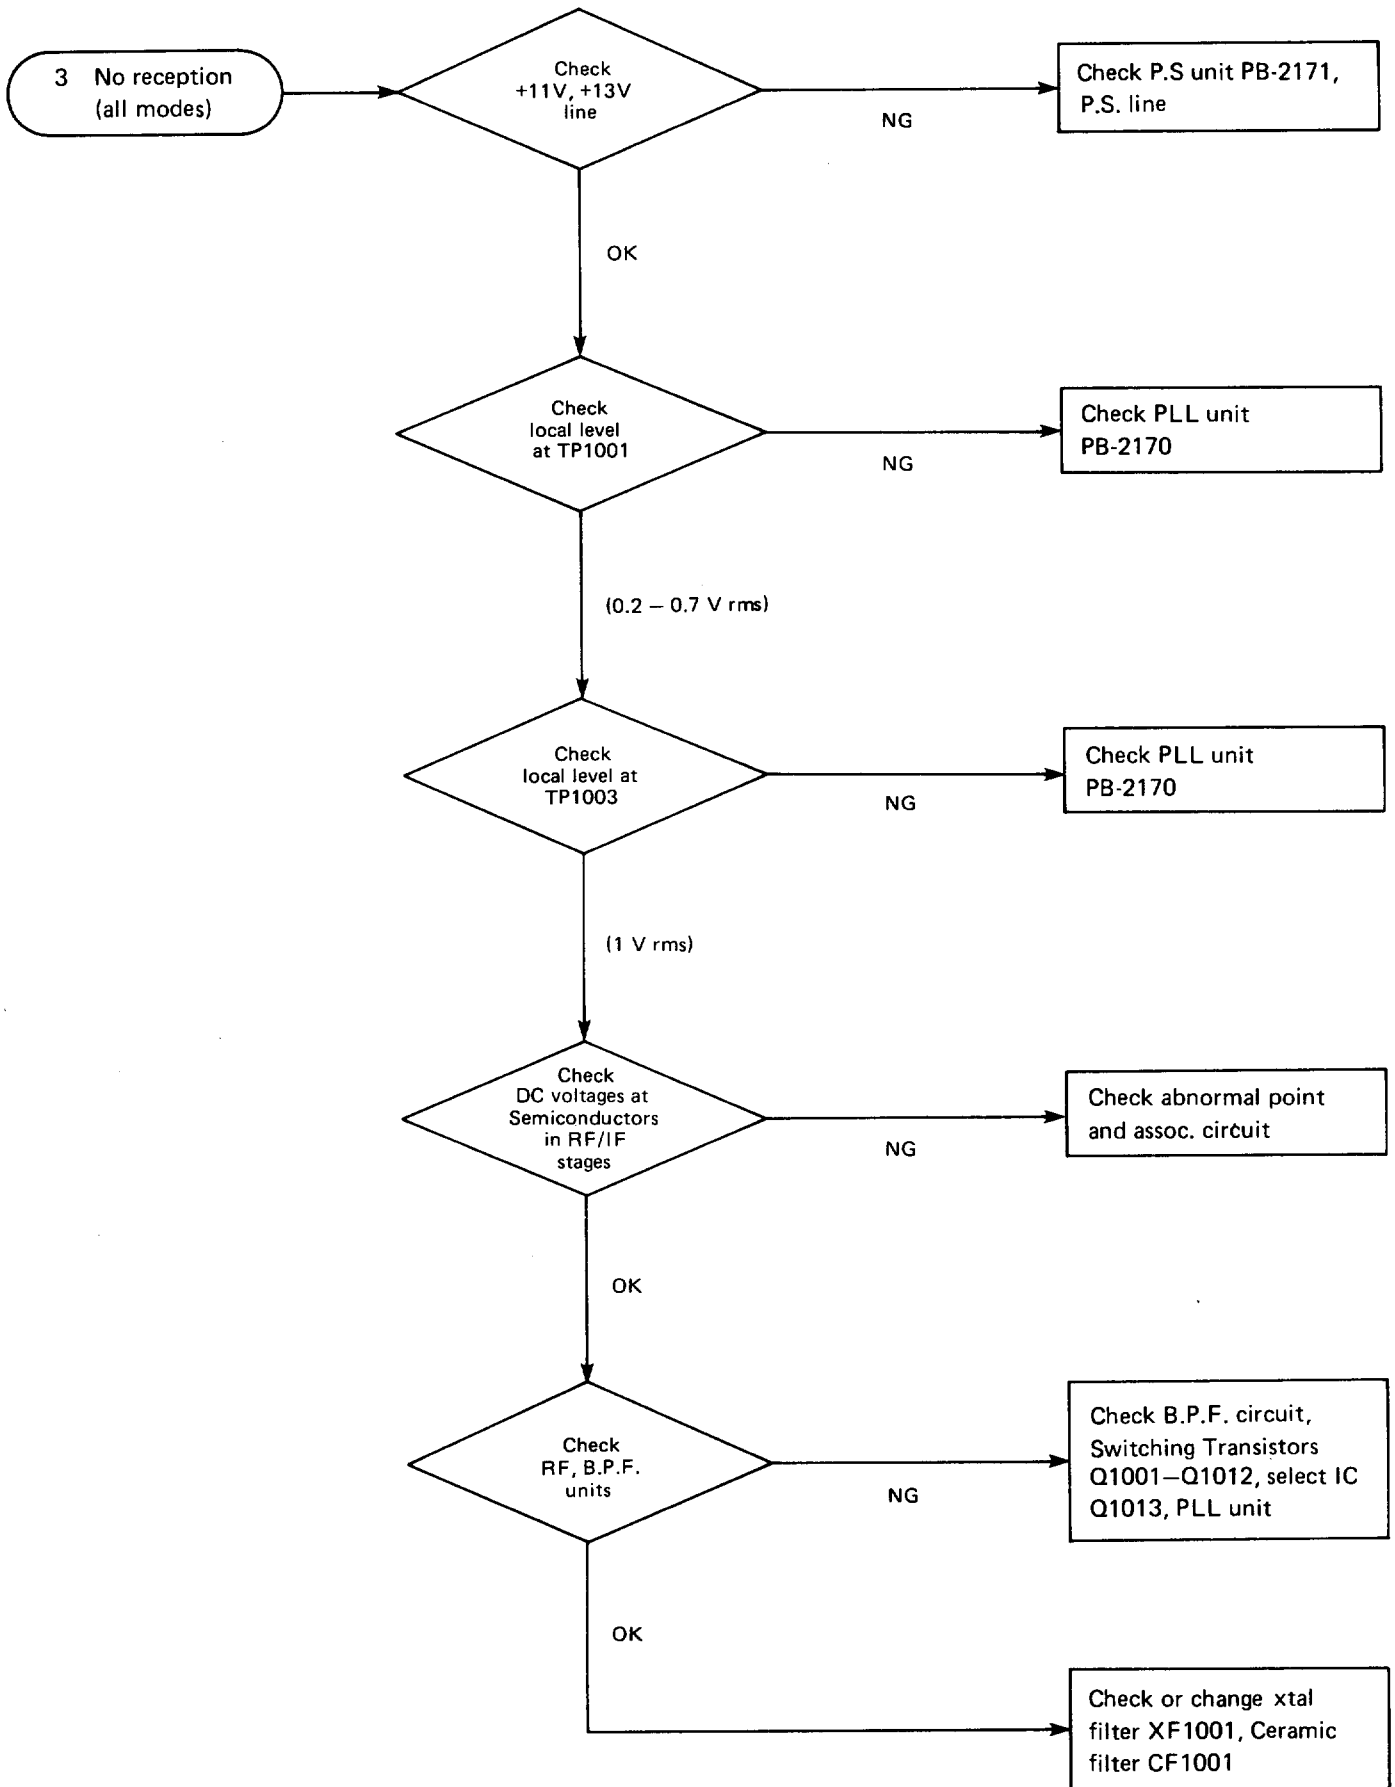 3 No reception
(all modes)
Check
+11V, +13V
line
NG
Check P.S unit PB-2171,
P.S. line
OK
Check
local level
at TP1001
NG
Check PLL unit
PB-2170
(0.2 – 0.7 V rms)
Check
local level at
TP1003
NG
Check PLL unit
PB-2170
(1 V rms)
Check
DC voltages at
Semiconductors
in RF/IF
stages
NG
Check abnormal point
and assoc. circuit
OK
Check
RF, B.P.F.
units
NG
Check B.P.F. circuit,
Switching Transistors
Q1001–Q1012, select IC
Q1013, PLL unit
OK
Check or change xtal
filter XF1001, Ceramic
filter CF1001